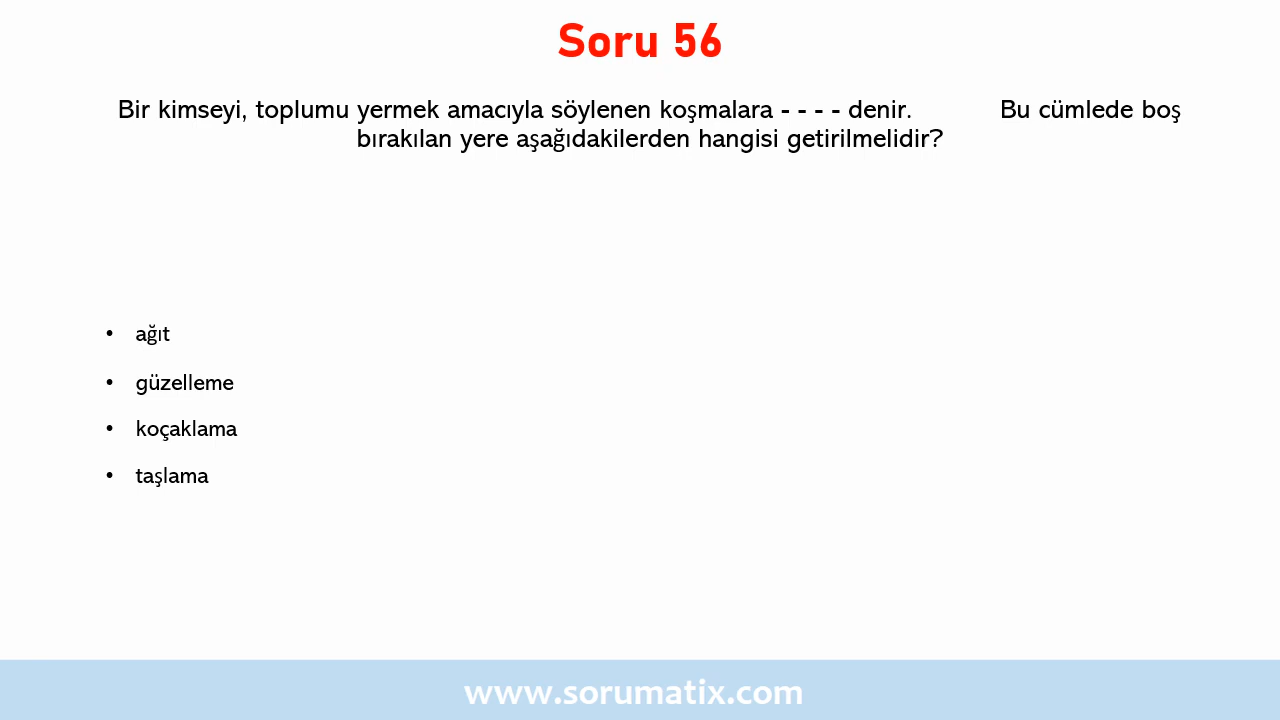 Soru 56
Bir kimseyi, toplumu yermek amacıyla söylenen koşmalara - - - - denir. Bu cümlede boş
bırakılan yere aşağıdakilerden hangisi getirilmelidir?
• ağıt
• güzelleme
• koçaklama
• taşlama
www.sorumatix.com